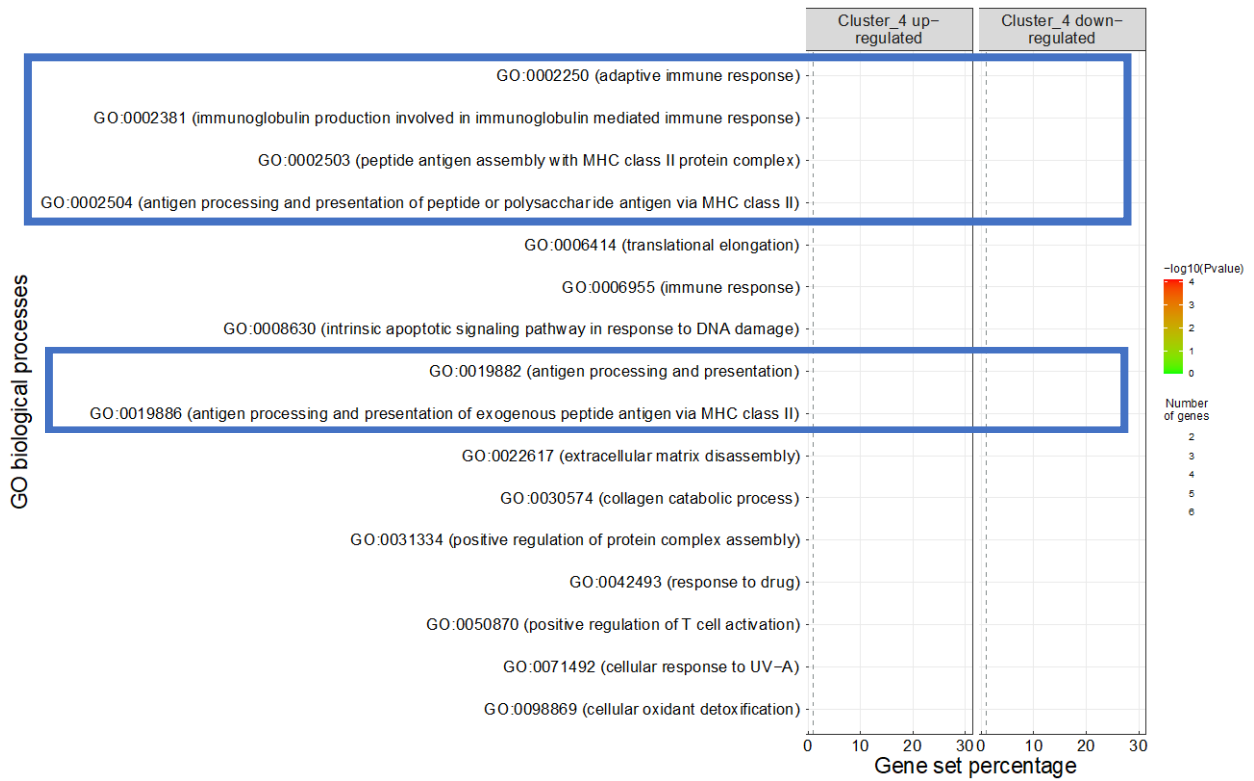 Cluster_4 up−
regulated
Cluster_4 down−
regulated
GO:0002250 (adaptive immune response)
GO:0002381 (immunoglobulin production involved in immunoglobulin mediated immune response)
GO:0002503 (peptide antigen assembly with MHC class II protein complex)
GO:0002504 (antigen processing and presentation of peptide or polysaccharide antigen via MHC class II)
GO:0006414 (translational elongation)
GO:0006955 (immune response)
GO:0008630 (intrinsic apoptotic signaling pathway in response to DNA damage)
GO:0019882 (antigen processing and presentation)
GO:0019886 (antigen processing and presentation of exogenous peptide antigen via MHC class II)
GO:0022617 (extracellular matrix disassembly)
GO:0030574 (collagen catabolic process)
GO:0031334 (positive regulation of protein complex assembly)
GO:0042493 (response to drug)
GO:0050870 (positive regulation of T cell activation)
GO:0071492 (cellular response to UV−A)
GO:0098869 (cellular oxidant detoxification)
GO biological processes
0 10 20 30 0 10 20 30
Gene set percentage
−log10(Pvalue)
4
3
2
1
0
Number
of genes
2
3
4
5
6